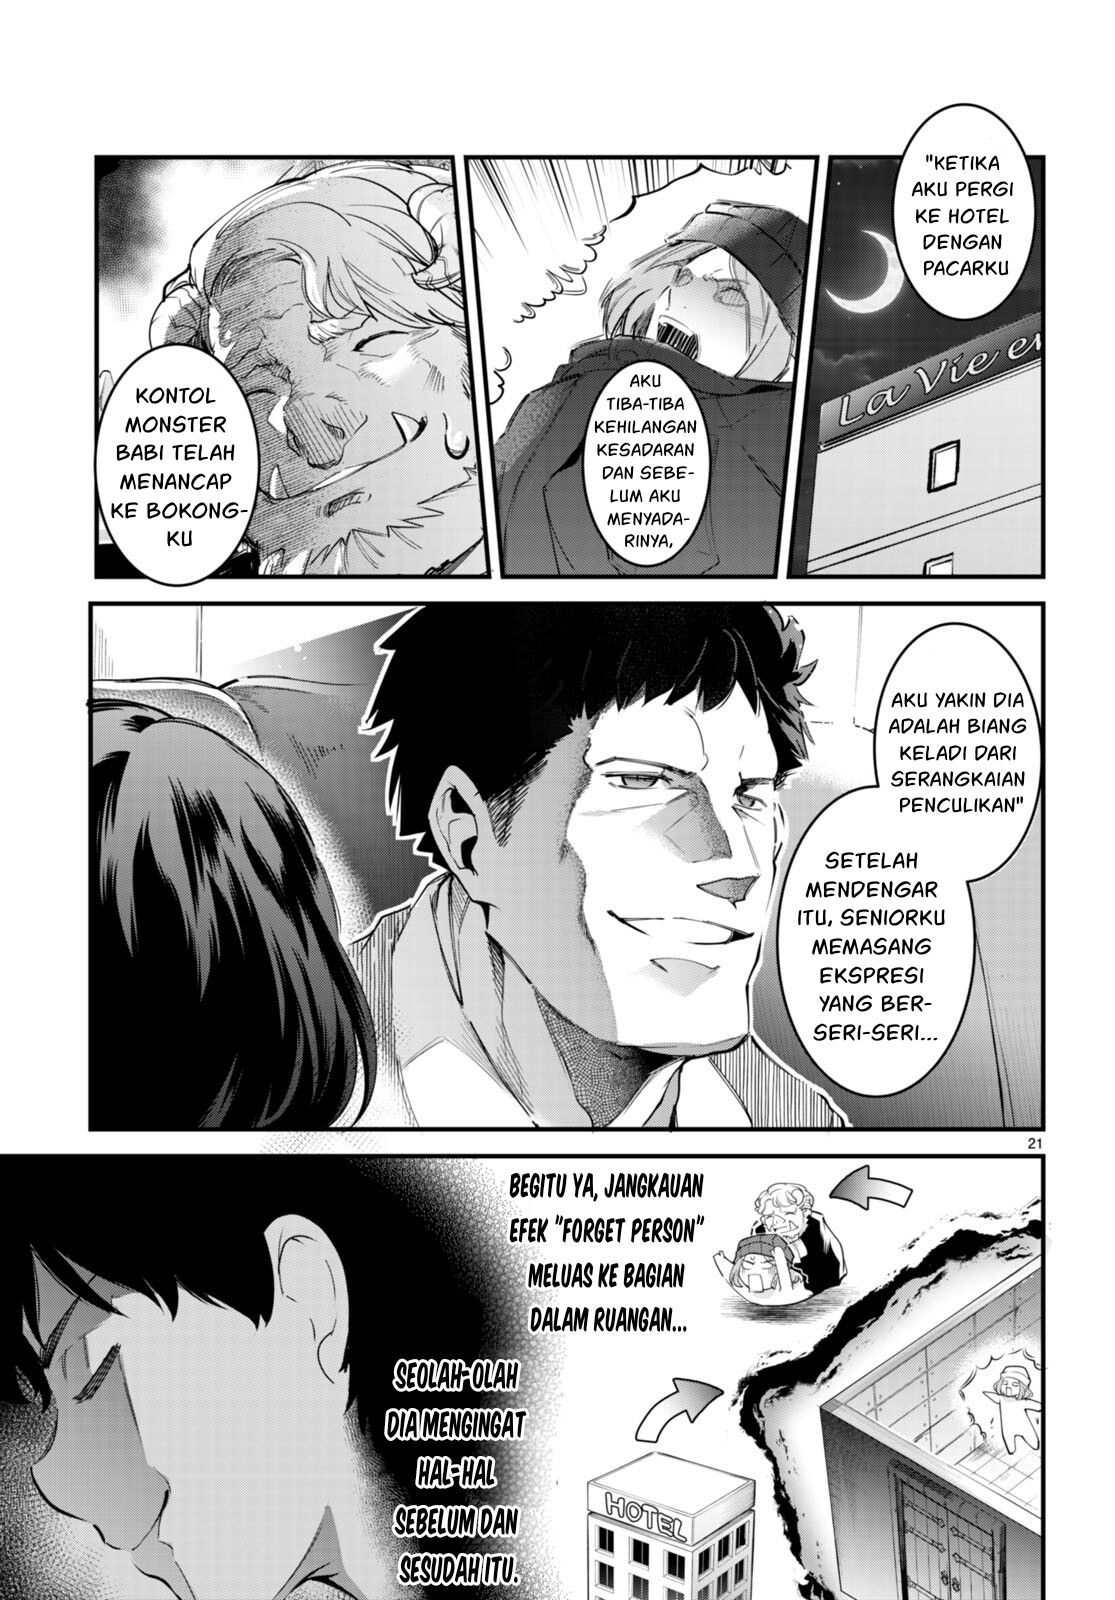 "KETIKA
AKU PERGI
KE HOTEL
DENGAN
PACARKU
La Vie en
AKU
TIBA-TIBA
KEHILANGAN
KESADARAN
DAN SEBE-
LUM AKU
MENYADA-
RINYA,
KONTOL
MONSTER
BABI TELAH
MENANCAP
KE BOKONG-
KU
AKU YAKIN DIA
ADALAH BIANG
KELADI DARI
SERANGKAIAN
PENCULIKAN"
SETELAH
MENDENGAR
ITU, SENIORKU
MEMASANG
EKSPRESI
YANG BER-
SERI-SERI...
21
BEGITU YA, JANGKAUAN
EFEK "FORGET PERSON"
MELUAS KE BAGIAN
DALAM RUANGAN...
HOTEL
SEOLAH-OLAH
DIA MENGINGAT
HAL-HAL
SEBELUM DAN
SESUDAH ITU.